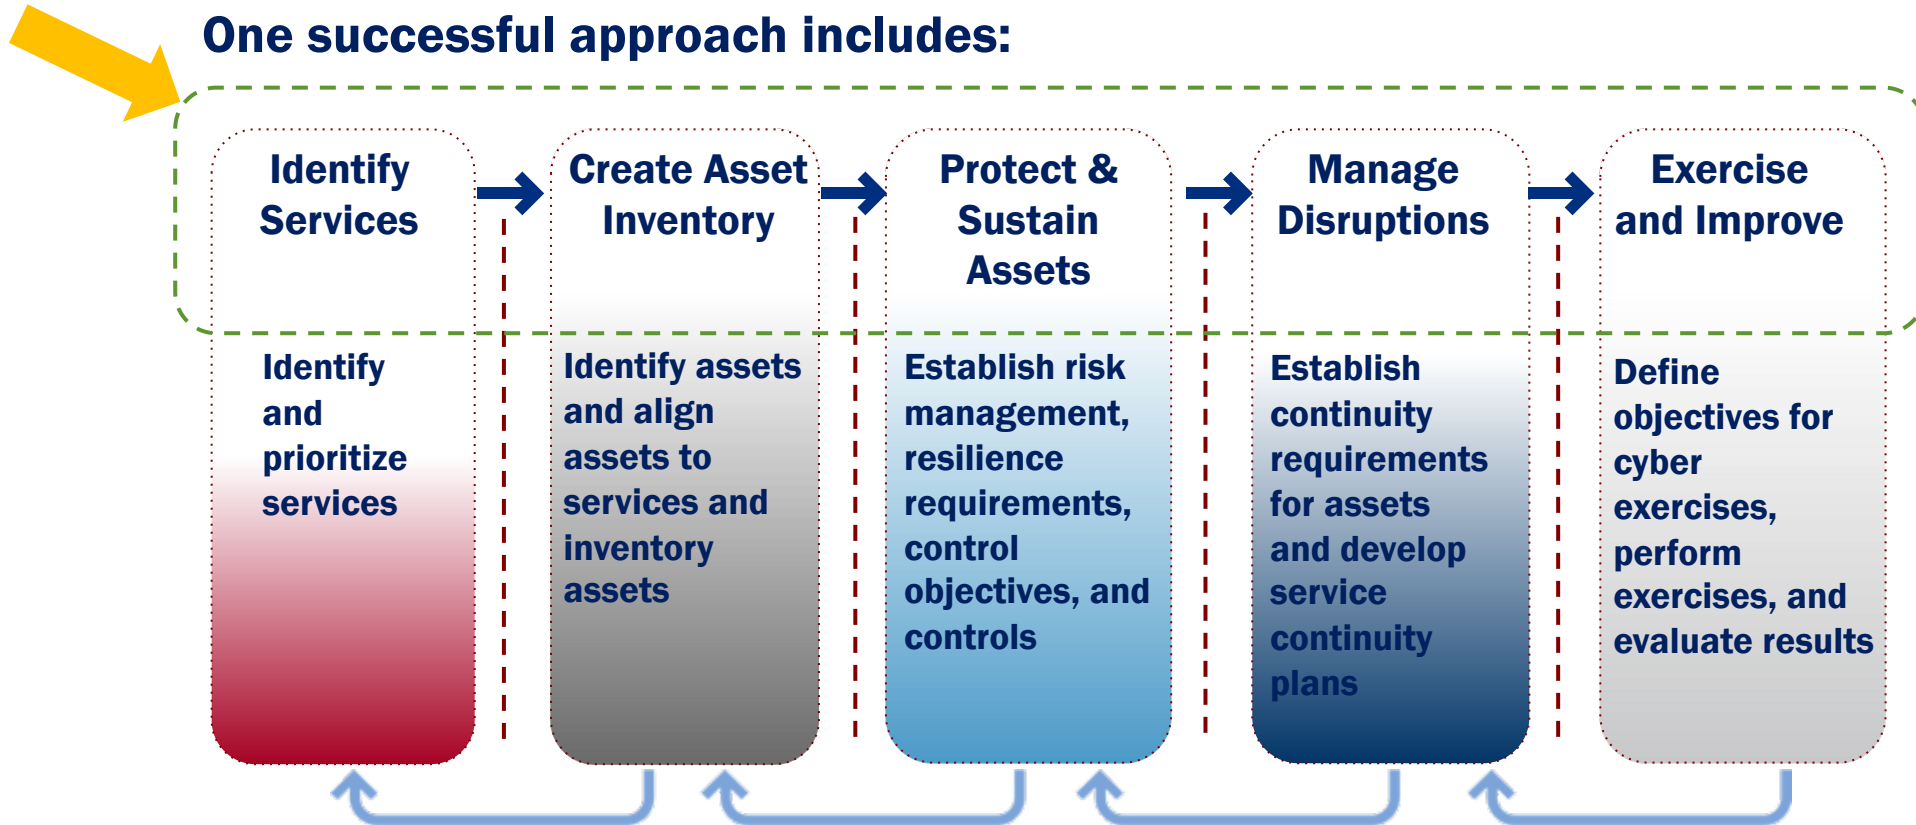 One successful approach includes:
Identify
Services
Create Asset
Inventory
Protect &
Sustain
Assets
Manage
Disruptions
Exercise
and Improve
Identify
and
prioritize
services
Identify assets
and align
assets to
services and
inventory
assets
Establish risk
management,
resilience
requirements,
control
objectives, and
controls
Establish
continuity
requirements
for assets
and develop
service
continuity
plans
Define
objectives for
cyber
exercises,
perform
exercises, and
evaluate results